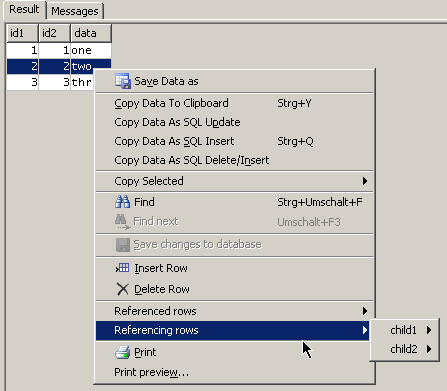 Result Messages
id1 id2 data
1 1 one
2 2 two
3 3 thr
Save Data as
Copy Data To Clipboard Strg+Y
Copy Data As SQL Update
Copy Data As SQL Insert Strg+Q
Copy Data As SQL Delete/Insert
Copy Selected
Find Strg+Umschalt+F
Find next Umschalt+F3
Save changes to database
Insert Row
Delete Row
Referenced rows
Referencing rows
child1
child2
Print
Print preview...